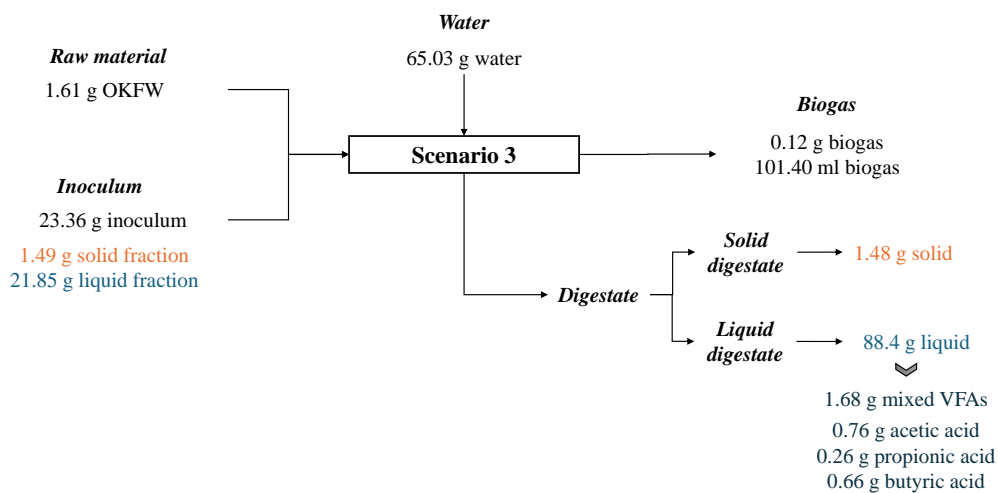 Water
65.03 g water
Raw material
1.61 g OKFW
Inoculum
23.36 g inoculum
1.49 g solid fraction
21.85 g liquid fraction
Scenario 3
Biogas
0.12 g biogas
101.40 ml biogas
Digestate
Solid
digestate
1.48 g solid
Liquid
digestate
88.4 g liquid
1.68 g mixed VFAs
0.76 g acetic acid
0.26 g propionic acid
0.66 g butyric acid